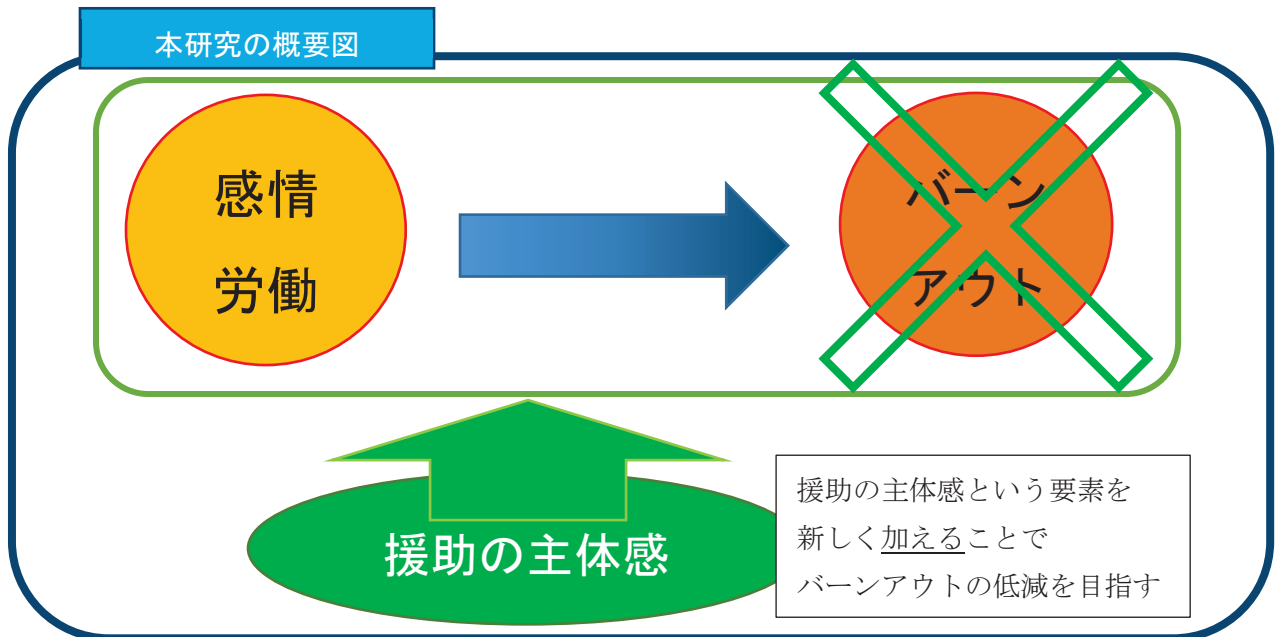 本研究の概要図
感情
労働
バーン
アウト
援助の主体感
援助の主体感という要素を
新しく加えることで
バーンアウトの低減を目指す